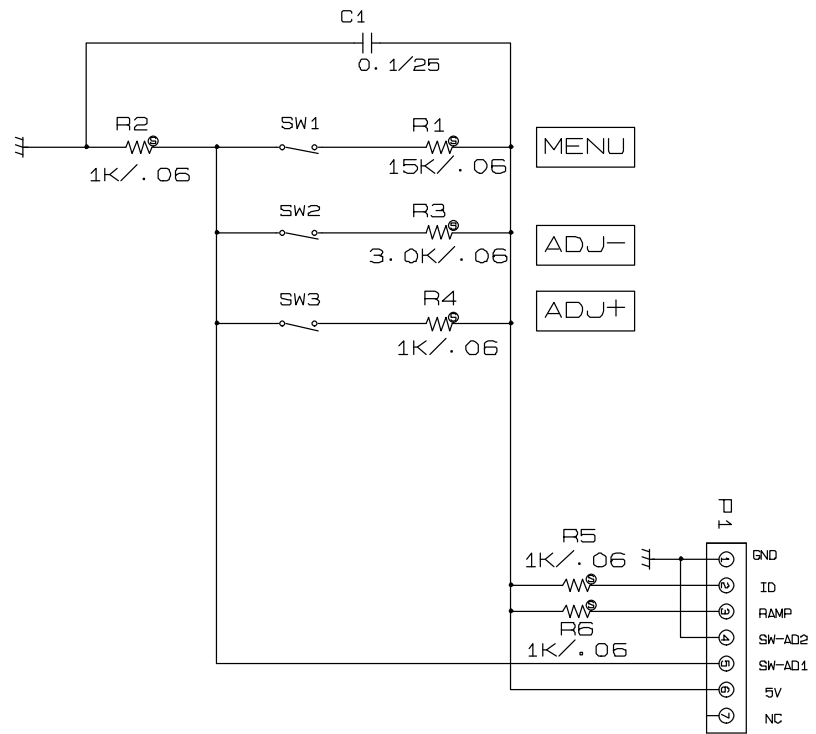 C1
0.1/25
R2
1K/.06
SW1
R1
15K/.06
MENU
SW2
R3
3.0K/.06
ADJ-
SW3
R4
1K/.06
ADJ+
P1
R5
1K/.06
R6
1K/.06
1 GND
2 ID
3 RAMP
4 SW-AD2
5 SW-AD1
6 5V
7 NC
S
S
S
S
S
S